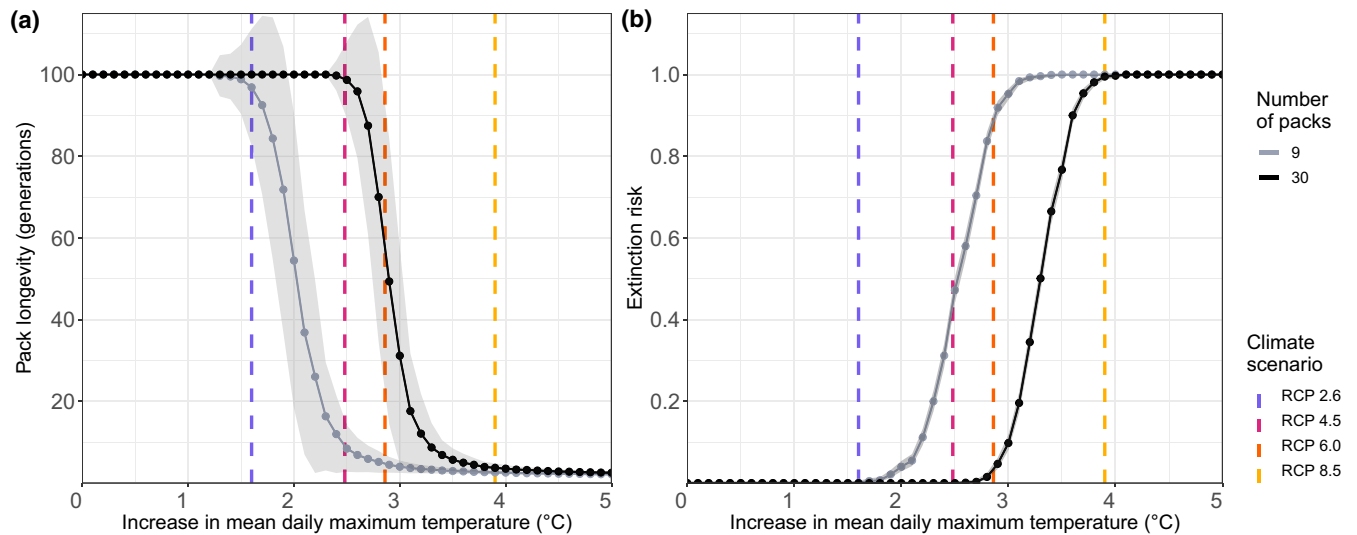 (a)
Pack longevity (generations)
100
80
60
40
20
0
1
2
3
4
5
Increase in mean daily maximum temperature (°C)
(b)
Extinction risk
1.0
0.8
0.6
0.4
0.2
0
1
2
3
4
5
Increase in mean daily maximum temperature (°C)
Number
of packs
9
30
Climate
scenario
RCP 2.6
RCP 4.5
RCP 6.0
RCP 8.5